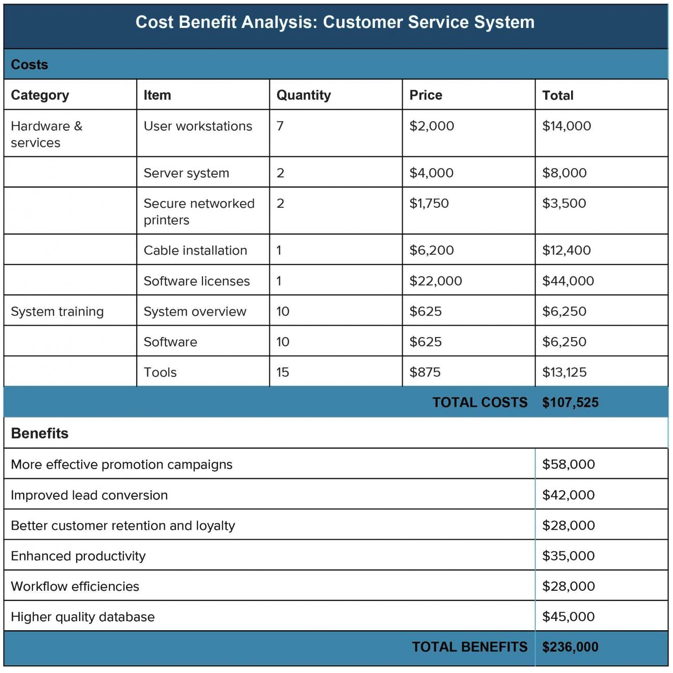 Cost Benefit Analysis: Customer Service System
Costs
Category Item Quantity Price Total
Hardware & services User workstations 7 $2,000 $14,000
Server system 2 $4,000 $8,000
Secure networked printers 2 $1,750 $3,500
Cable installation 1 $6,200 $12,400
Software licenses 1 $22,000 $44,000
System training System overview 10 $625 $6,250
Software 10 $625 $6,250
Tools 15 $875 $13,125
TOTAL COSTS $107,525
Benefits
More effective promotion campaigns $58,000
Improved lead conversion $42,000
Better customer retention and loyalty $28,000
Enhanced productivity $35,000
Workflow efficiencies $28,000
Higher quality database $45,000
TOTAL BENEFITS $236,000